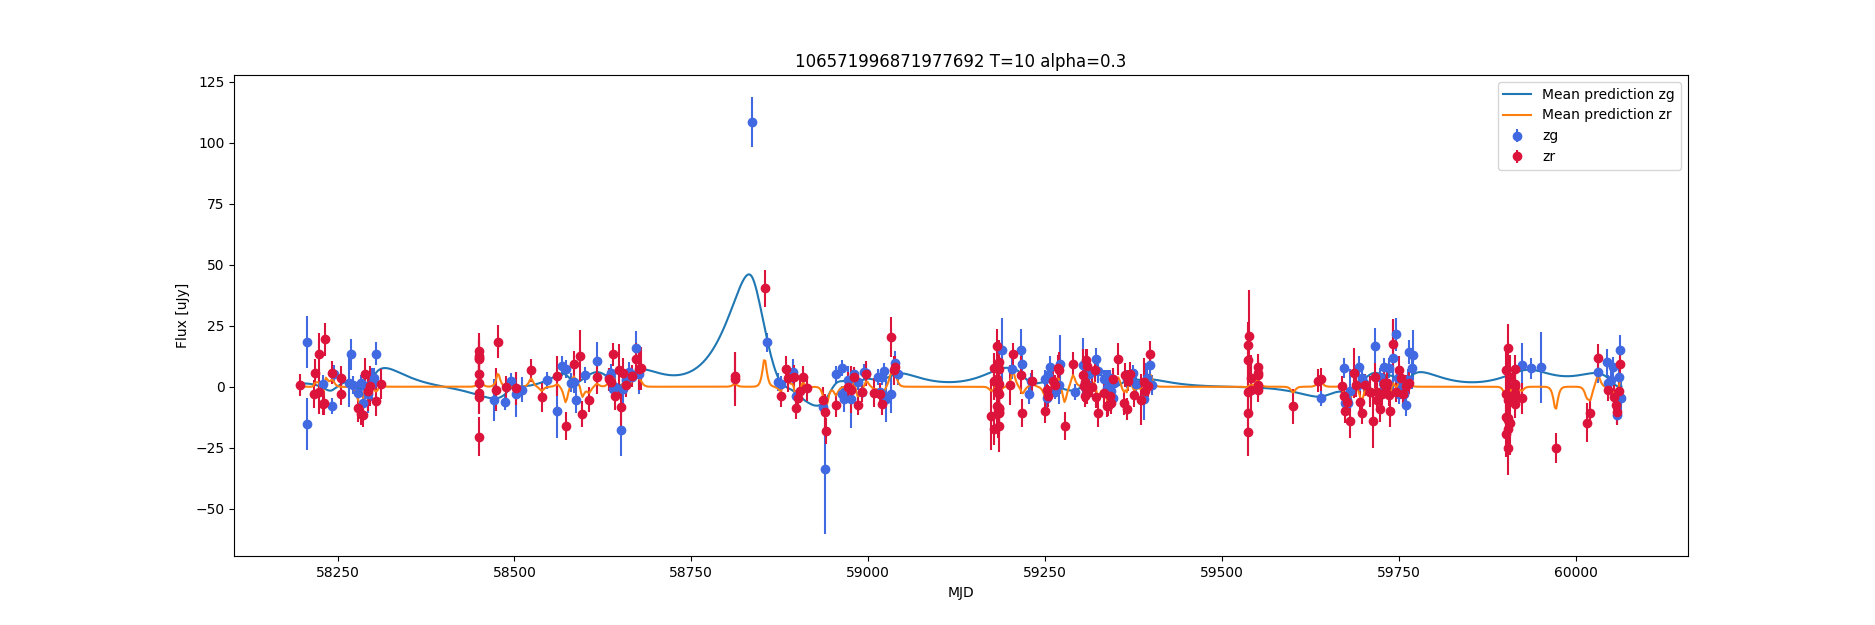 106571996871977692 T=10 alpha=0.3
125
100
75
50
25
0
−25
−50
Flux [uJy]
Mean prediction zg
Mean prediction zr
zg
zr
58250 58500 58750 59000 59250 59500 59750 60000
MJD